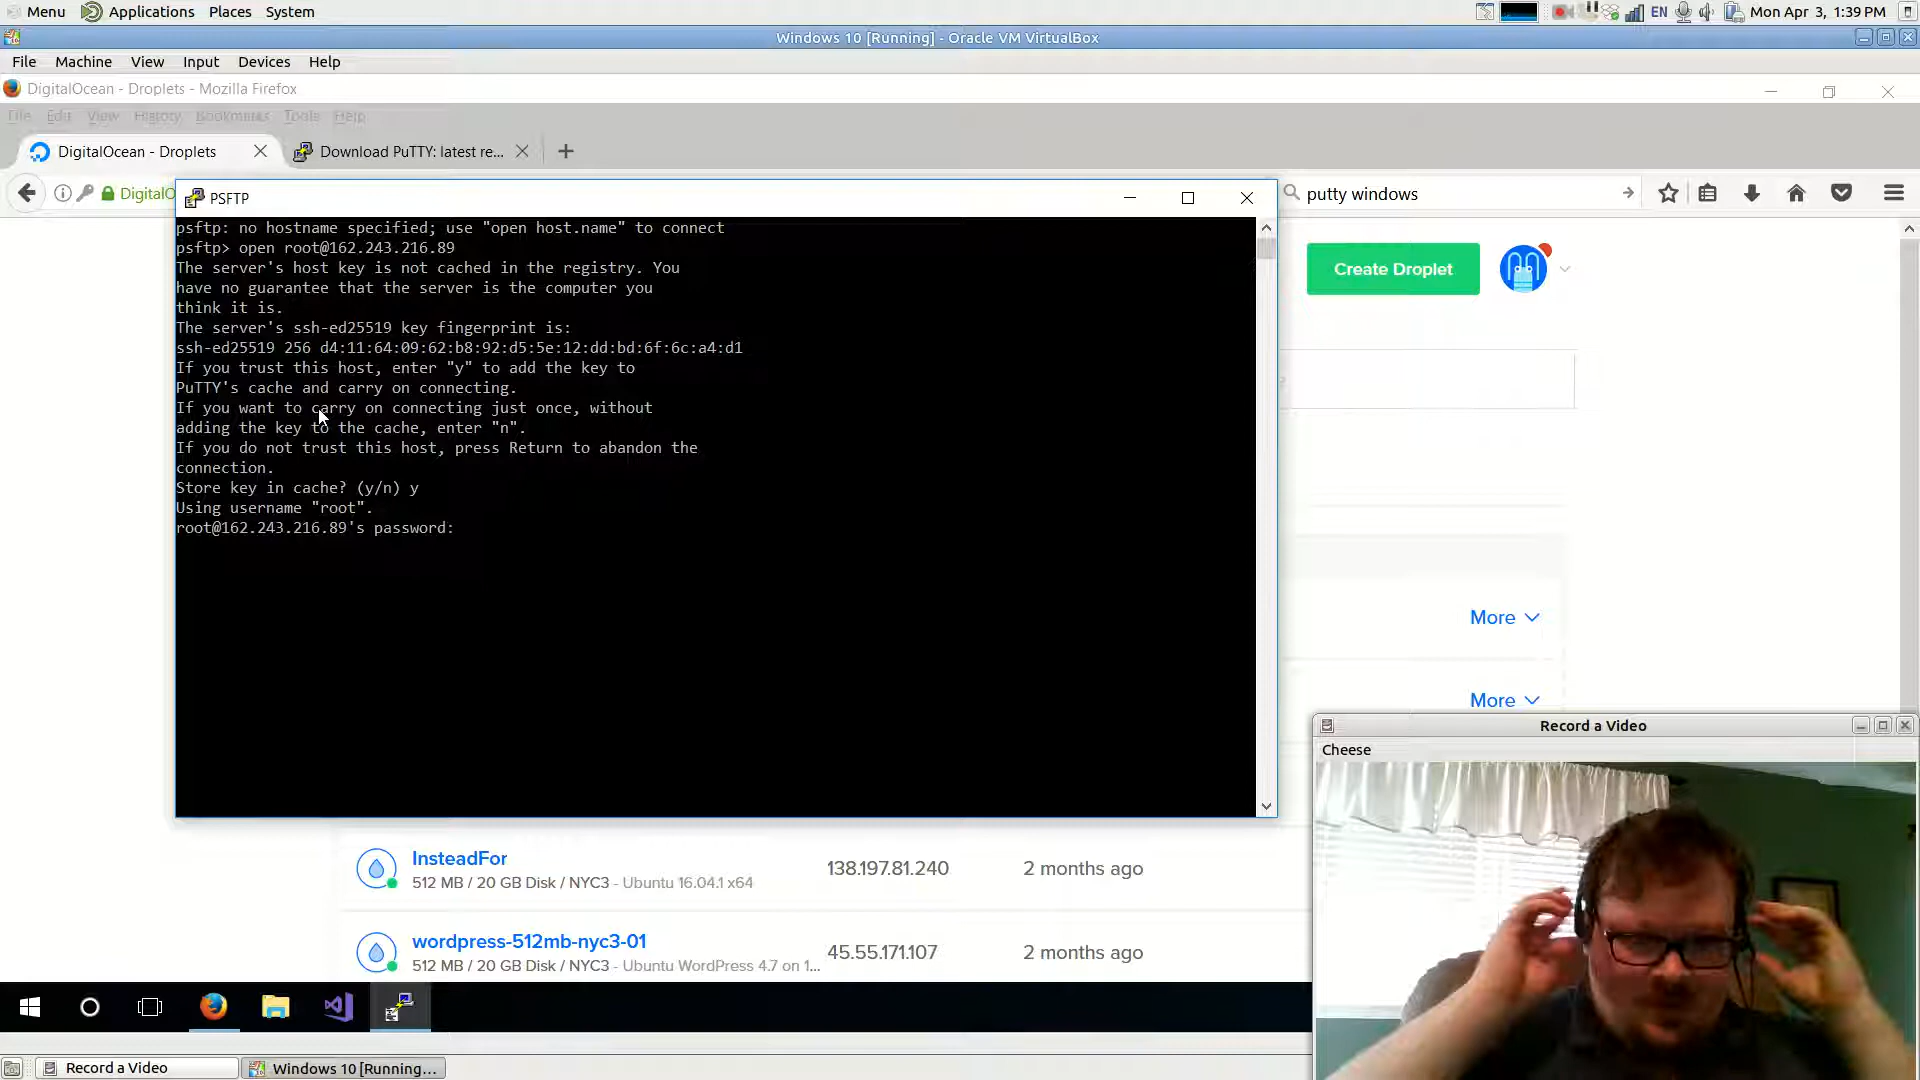 Menu Applications Places System EN Mon Apr 3, 1:39 PM
Windows 10 [Running] - Oracle VM VirtualBox
File Machine View Input Devices Help
DigitalOcean - Droplets - Mozilla Firefox
File Edit View History Bookmarks Tools Help
DigitalOcean - Droplets Download PuTTY: latest re...
DigitalO putty windows
PSFTP
psftp: no hostname specified; use "open host.name" to connect
psftp> open root@162.243.216.89
The server's host key is not cached in the registry. You
have no guarantee that the server is the computer you
think it is.
The server's ssh-ed25519 key fingerprint is:
ssh-ed25519 256 d4:11:64:09:62:b8:92:d5:5e:12:dd:bd:6f:6c:a4:d1
If you trust this host, enter "y" to add the key to
PuTTY's cache and carry on connecting.
If you want to carry on connecting just once, without
adding the key to the cache, enter "n".
If you do not trust this host, press Return to abandon the
connection.
Store key in cache? (y/n) y
Using username "root".
root@162.243.216.89's password:
Create Droplet
More
More
InsteadFor 138.197.81.240 2 months ago
512 MB / 20 GB Disk / NYC3 - Ubuntu 16.04.1 x64
wordpress-512mb-nyc3-01 45.55.171.107 2 months ago
512 MB / 20 GB Disk / NYC3 - Ubuntu WordPress 4.7 on 1...
Record a Video
Cheese
Record a Video Windows 10 [Running...